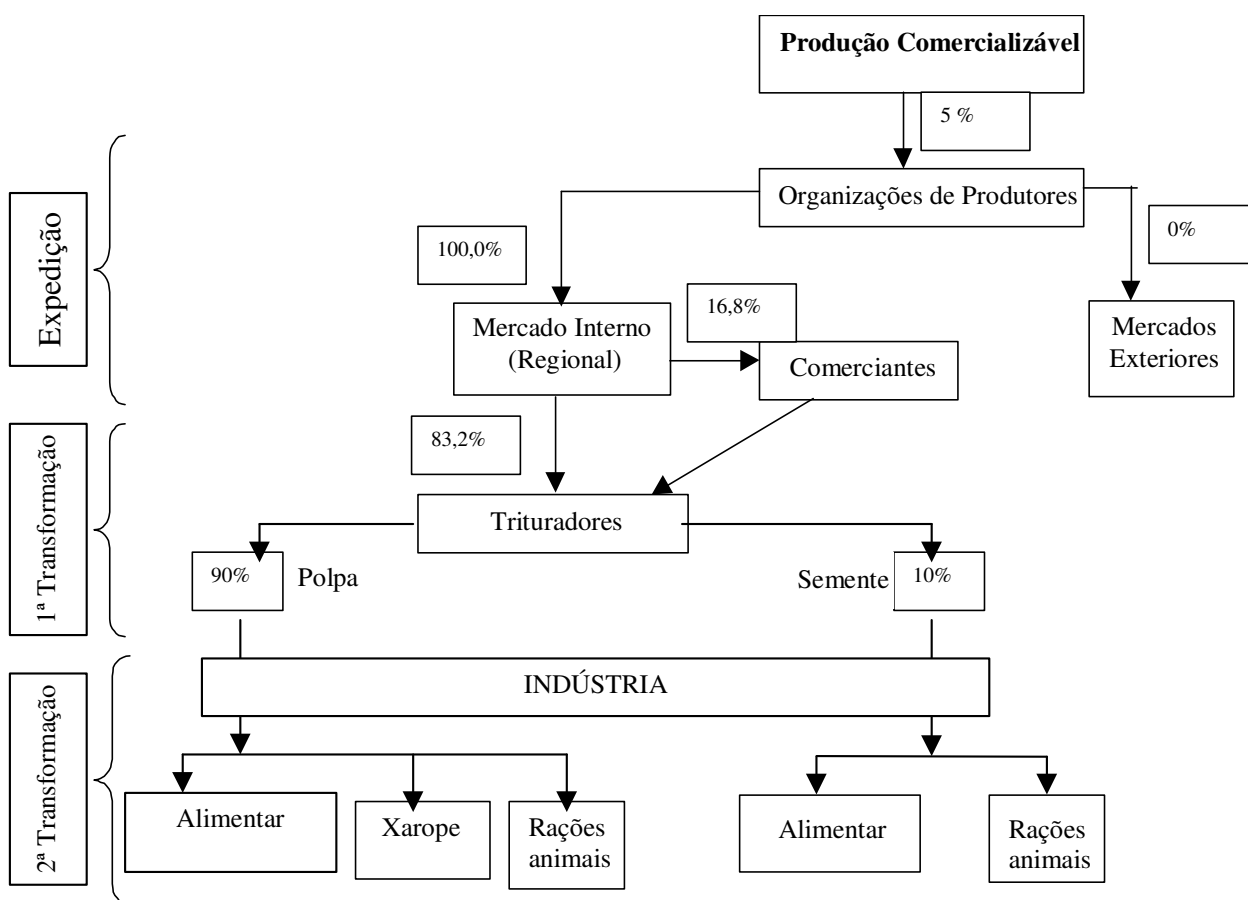 Produção Comercializável
5 %
Organizações de Produtores
100,0%
0%
Expedição
Mercado Interno
(Regional)
16,8%
Comerciantes
Mercados
Exteriores
83,2%
1ª Transformação
Trituradores
90%
Polpa
Semente
10%
2ª Transformação
INDÚSTRIA
Alimentar
Xarope
Rações
animais
Alimentar
Rações
animais